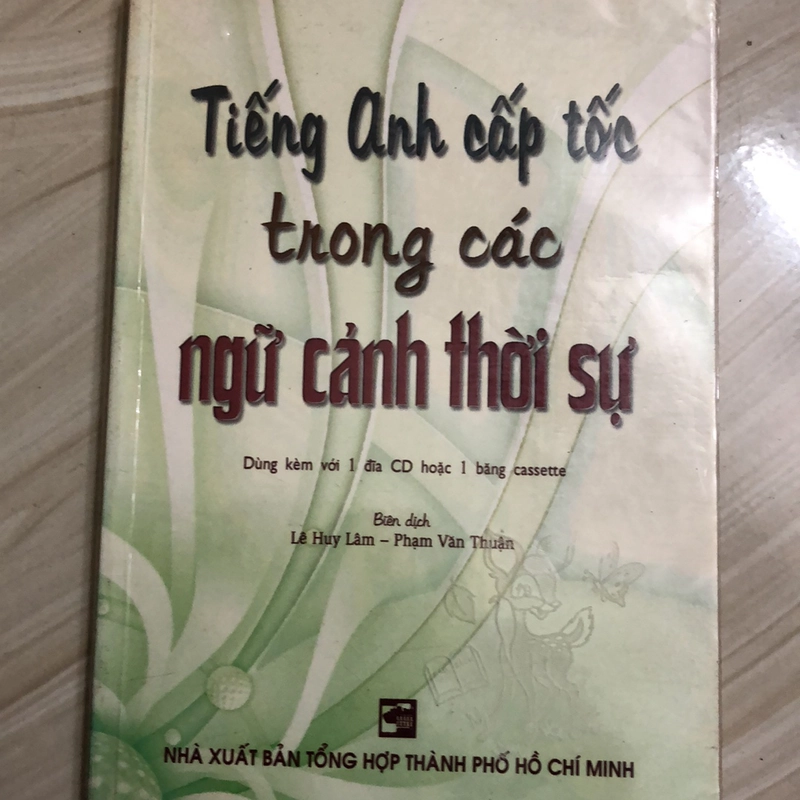 Tiếng Anh cấp tốc
trong các
ngữ cảnh thời sự
Dùng kèm với 1 đĩa CD hoặc 1 băng cassette
Biên dịch
Lê Huy Lâm – Phạm Văn Thuận
NHÀ XUẤT BẢN TỔNG HỢP THÀNH PHỐ HỒ CHÍ MINH